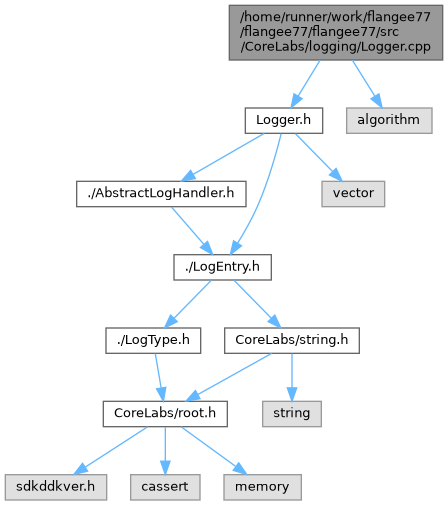 /home/runner/work/flangee77
/flangee77/flangee77/src
/CoreLabs/logging/Logger.cpp
Logger.h
algorithm
./AbstractLogHandler.h
vector
./LogEntry.h
./LogType.h
CoreLabs/string.h
CoreLabs/root.h
string
sdkddkver.h
cassert
memory